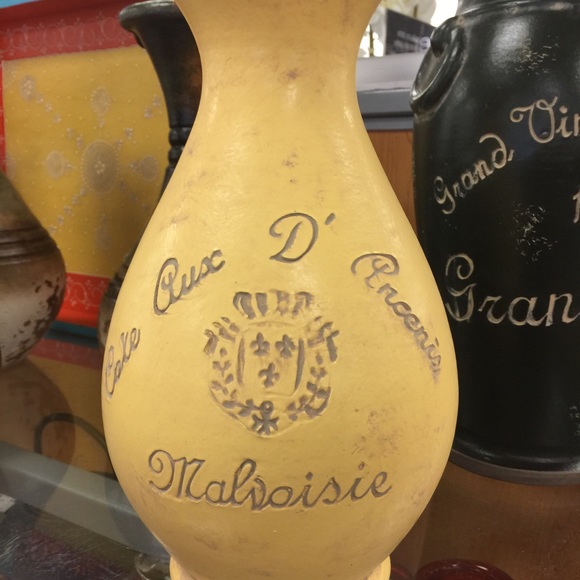 Cote Aux D' Ancenis
Malvoisie
Grand Vin
Gran